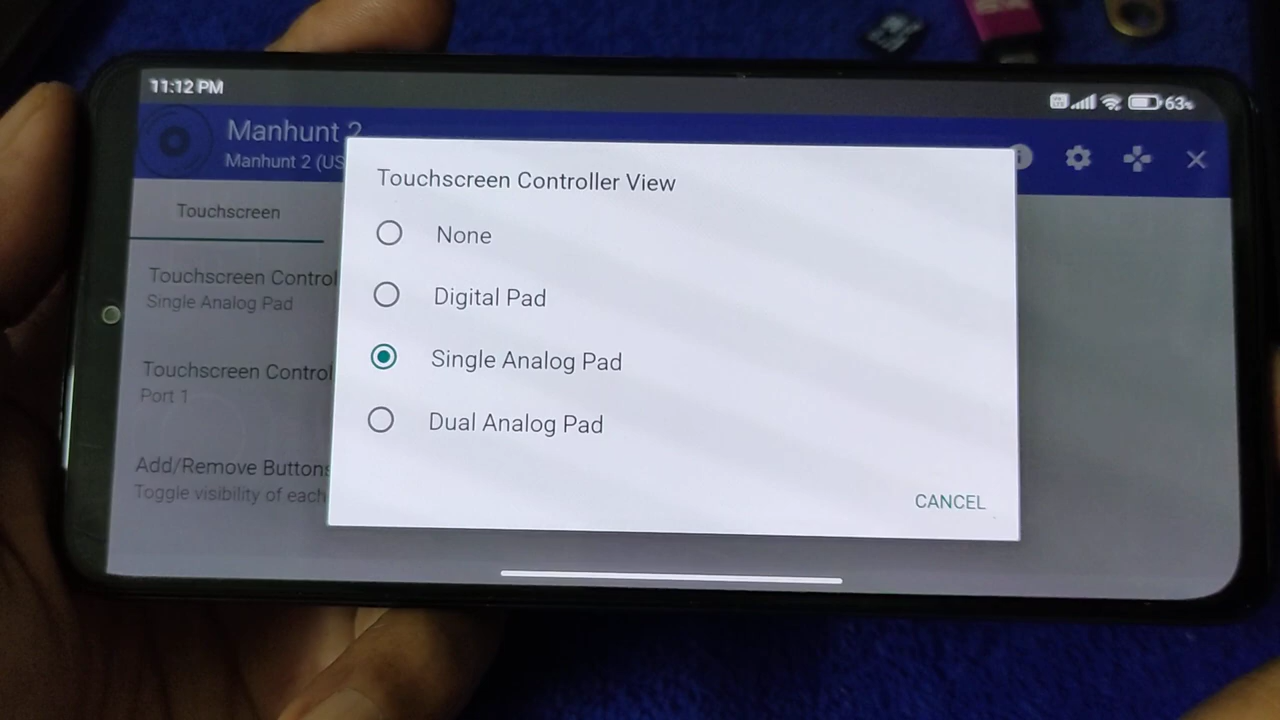 11:12 PM
63%
Manhunt 2
Manhunt 2 (US
Touchscreen
Touchscreen Control
Single Analog Pad
Touchscreen Control
Port 1
Add/Remove Buttons
Toggle visibility of each
Touchscreen Controller View
None
Digital Pad
Single Analog Pad
Dual Analog Pad
CANCEL